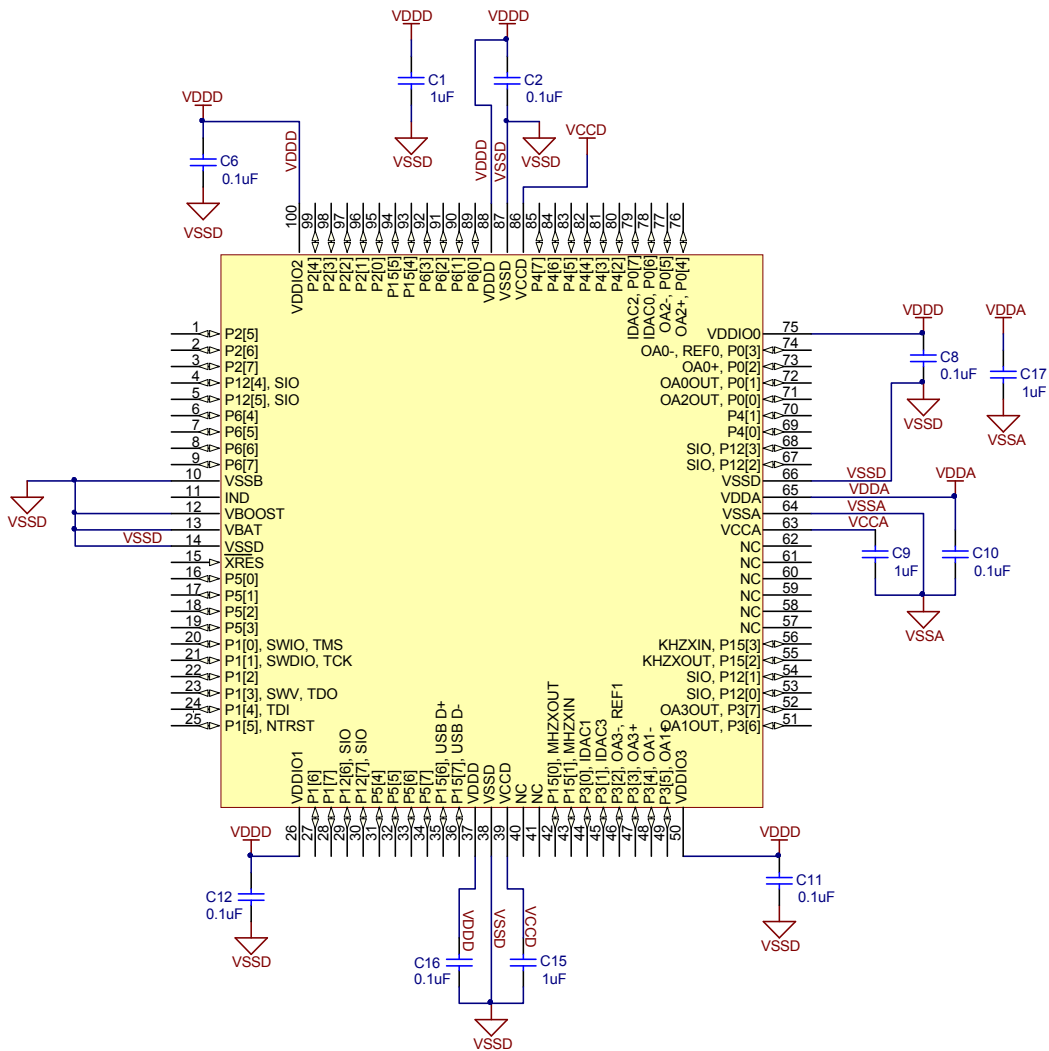 VDDD
VDDD
C1
1uF
C2
0.1uF
VDDD
VCCD
VSSD
VSSD
VDDD
VDDD
VSSD
C6
0.1uF
VSSD
100
99
98
97
96
95
94
93
92
91
90
89
88
87
86
85
84
83
82
81
80
79
78
77
76
VDDIO2
P2[4]
P2[3]
P2[2]
P2[1]
P2[0]
P15[5]
P15[4]
P6[3]
P6[2]
P6[1]
P6[0]
VDDD
VSSD
VCCD
P4[7]
P4[6]
P4[5]
P4[4]
P4[3]
P4[2]
IDAC2, P0[7]
IDAC0, P0[6]
OA2-, P0[5]
OA2+, P0[4]
1 P2[5]
2 P2[6]
3 P2[7]
4 P12[4], SIO
5 P12[5], SIO
6 P6[4]
7 P6[5]
8 P6[6]
9 P6[7]
10 VSSB
11 IND
12 VBOOST
13 VBAT
VSSD 14 VSSD
15 XRES
16 P5[0]
17 P5[1]
18 P5[2]
19 P5[3]
20 P1[0], SWIO, TMS
21 P1[1], SWDIO, TCK
22 P1[2]
23 P1[3], SWV, TDO
24 P1[4], TDI
25 P1[5], NTRST
VSSD
VDDIO0 75
OA0-, REF0, P0[3] 74
OA0+, P0[2] 73
OA0OUT, P0[1] 72
OA2OUT, P0[0] 71
P4[1] 70
P4[0] 69
SIO, P12[3] 68
SIO, P12[2] 67
VSSD 66 VSSD
VDDA 65 VDDA
VSSA 64 VSSA
VCCA 63 VCCA
NC 62
NC 61
NC 60
NC 59
NC 58
NC 57
KHZXIN, P15[3] 56
KHZXOUT, P15[2] 55
SIO, P12[1] 54
SIO, P12[0] 53
OA3OUT, P3[7] 52
OA1OUT, P3[6] 51
VDDD
VDDA
C8
0.1uF
C17
1uF
VSSD
VSSA
VDDA
C9
1uF
C10
0.1uF
VSSA
VDDIO1
P1[6]
P1[7]
P12[6], SIO
P12[7], SIO
P5[4]
P5[5]
P5[6]
P5[7]
P15[6], USB D+
P15[7], USB D-
VDDD
VSSD
VCCD
NC
NC
P15[0], MHZXOUT
P15[1], MHZXIN
P3[0], IDAC1
P3[1], IDAC3
P3[2], OA3-, REF1
P3[3], OA3+
P3[4], OA1-
P3[5], OA1+
VDDIO3
26
27
28
29
30
31
32
33
34
35
36
37
38
39
40
41
42
43
44
45
46
47
48
49
50
VDDD
C12
0.1uF
VSSD
VDDD
VSSD
VCCD
C16
0.1uF
C15
1uF
VSSD
VDDD
C11
0.1uF
VSSD